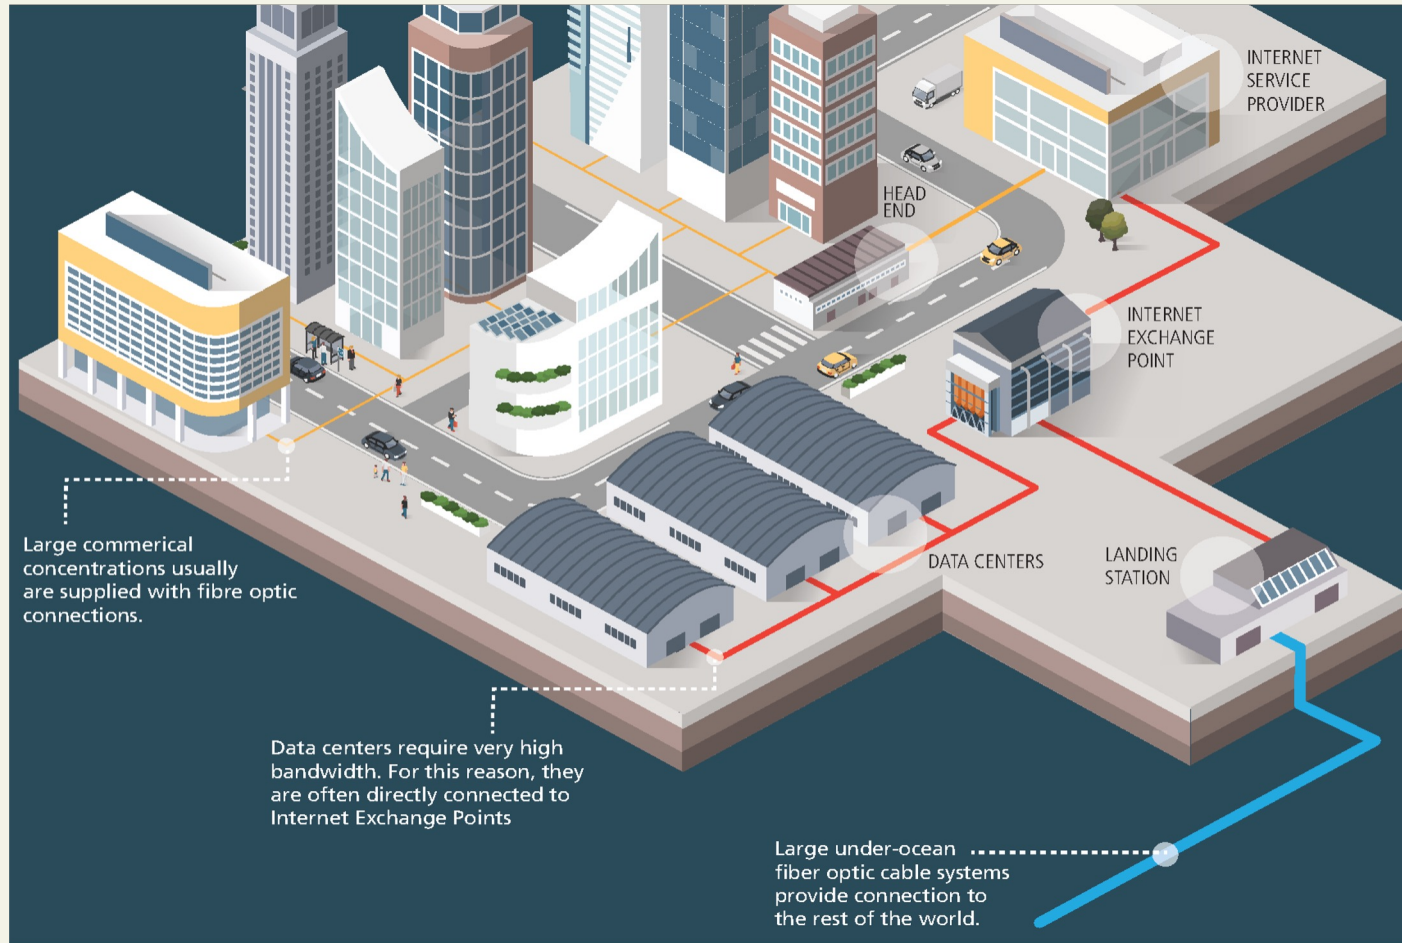 INTERNET
SERVICE
PROVIDER
HEAD
END
INTERNET
EXCHANGE
POINT
DATA CENTERS
LANDING
STATION
Large commerical
concentrations usually
are supplied with fibre optic
connections.
Data centers require very high
bandwidth. For this reason, they
are often directly connected to
Internet Exchange Points
Large under-ocean
fiber optic cable systems
provide connection to
the rest of the world.